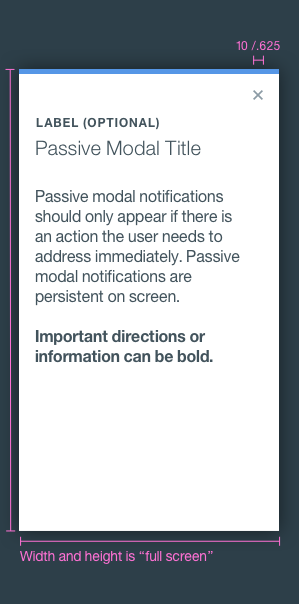 10 /.625
LABEL (OPTIONAL)
Passive Modal Title
Passive modal notifications
should only appear if there is
an action the user needs to
address immediately. Passive
modal notifications are
persistent on screen.
Important directions or
information can be bold.
Width and height is “full screen”